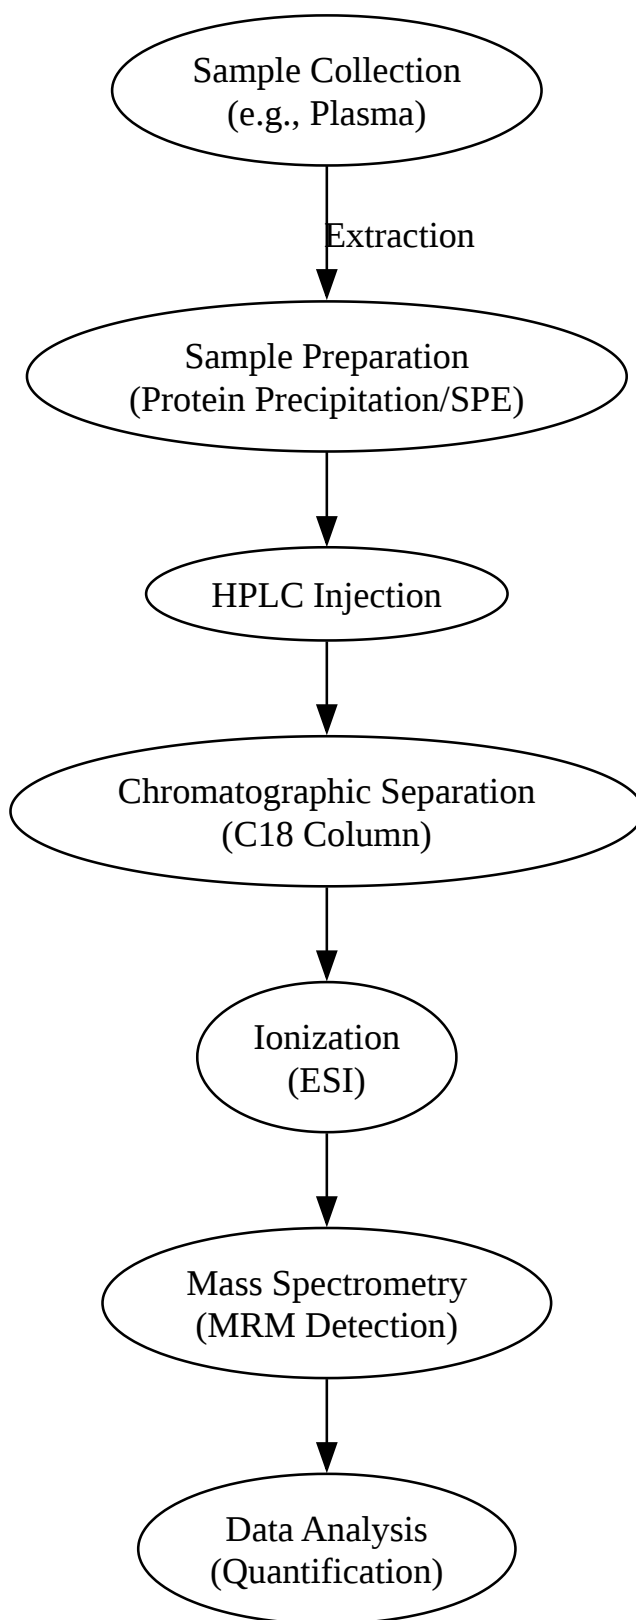 Sample Collection
(e.g., Plasma)
Extraction
Sample Preparation
(Protein Precipitation/SPE)
HPLC Injection
Chromatographic Separation
(C18 Column)
Ionization
(ESI)
Mass Spectrometry
(MRM Detection)
Data Analysis
(Quantification)